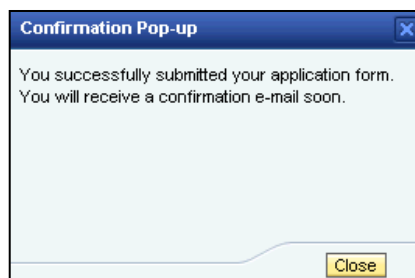 Confirmation Pop-up
You successfully submitted your application form.
You will receive a confirmation e-mail soon.
Close